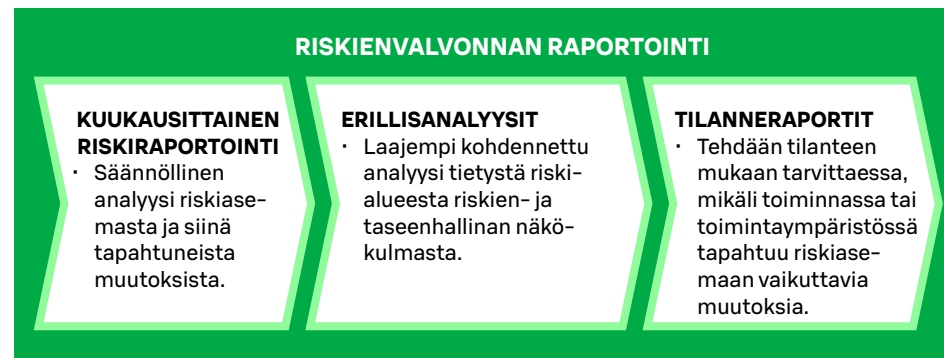 RISKIENVALVONNAN RAPORTOINTI
KUUKAUSITTAINEN
RISKIRAPORTOINTI
· Säännöllinen
analyysi riskiase-
masta ja siinä
tapahtuneista
muutoksista.
ERILLISANALYYSIT
· Laajempi kohdennettu
analyysi tietystä riski-
alueesta riskien- ja
taseenhallinan näkö-
kulmasta.
TILANNERAPORTIT
· Tehdään tilanteen
mukaan tarvittaessa,
mikäli toiminnassa tai
toimintaympäristössä
tapahtuu riskiase-
maan vaikuttavia
muutoksia.